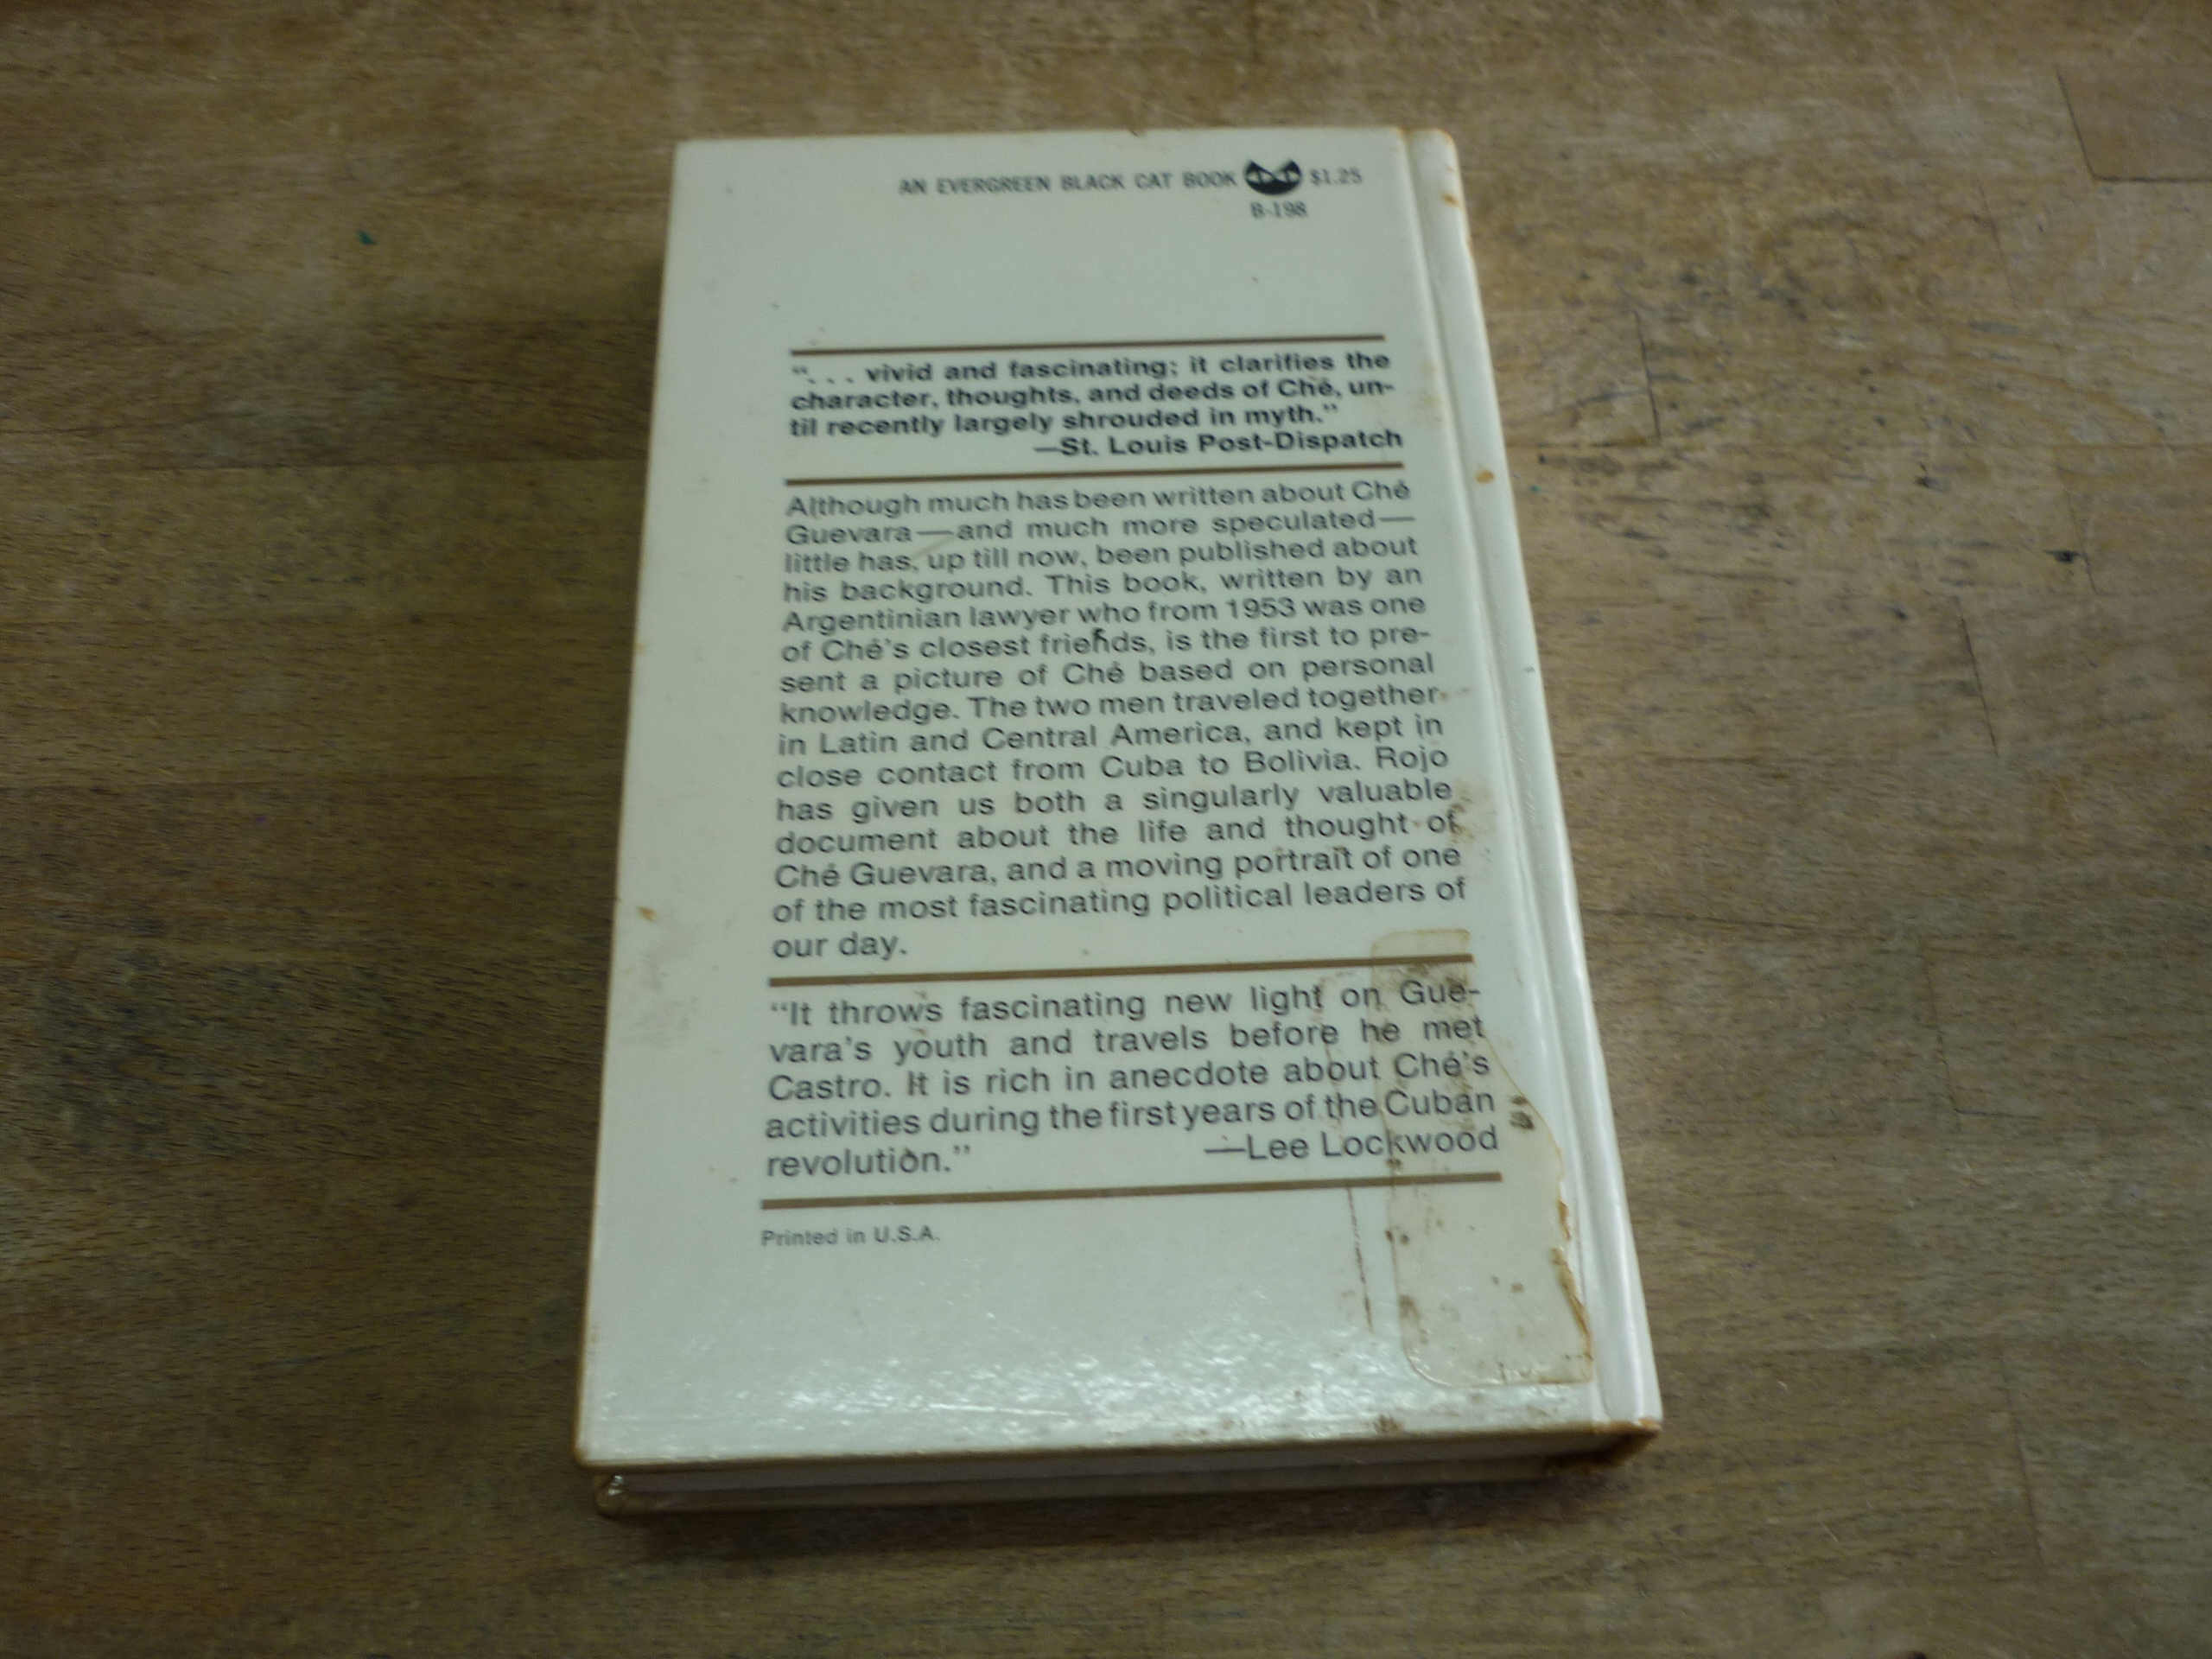 AN EVERGREEN BLACK CAT BOOK $1.25
B-198
". . . vivid and fascinating; it clarifies the
character, thoughts, and deeds of Ché, un-
til recently largely shrouded in myth."
—St. Louis Post-Dispatch
Although much has been written about Ché
Guevara—and much more speculated—
little has, up till now, been published about
his background. This book, written by an
Argentinian lawyer who from 1953 was one
of Ché's closest friends, is the first to pre-
sent a picture of Ché based on personal
knowledge. The two men traveled together
in Latin and Central America, and kept in
close contact from Cuba to Bolivia. Rojo
has given us both a singularly valuable
document about the life and thought of
Ché Guevara, and a moving portrait of one
of the most fascinating political leaders of
our day.
"It throws fascinating new light on Gue-
vara's youth and travels before he met
Castro. It is rich in anecdote about Ché's
activities during the first years of the Cuban
revolution." —Lee Lockwood
Printed in U.S.A.